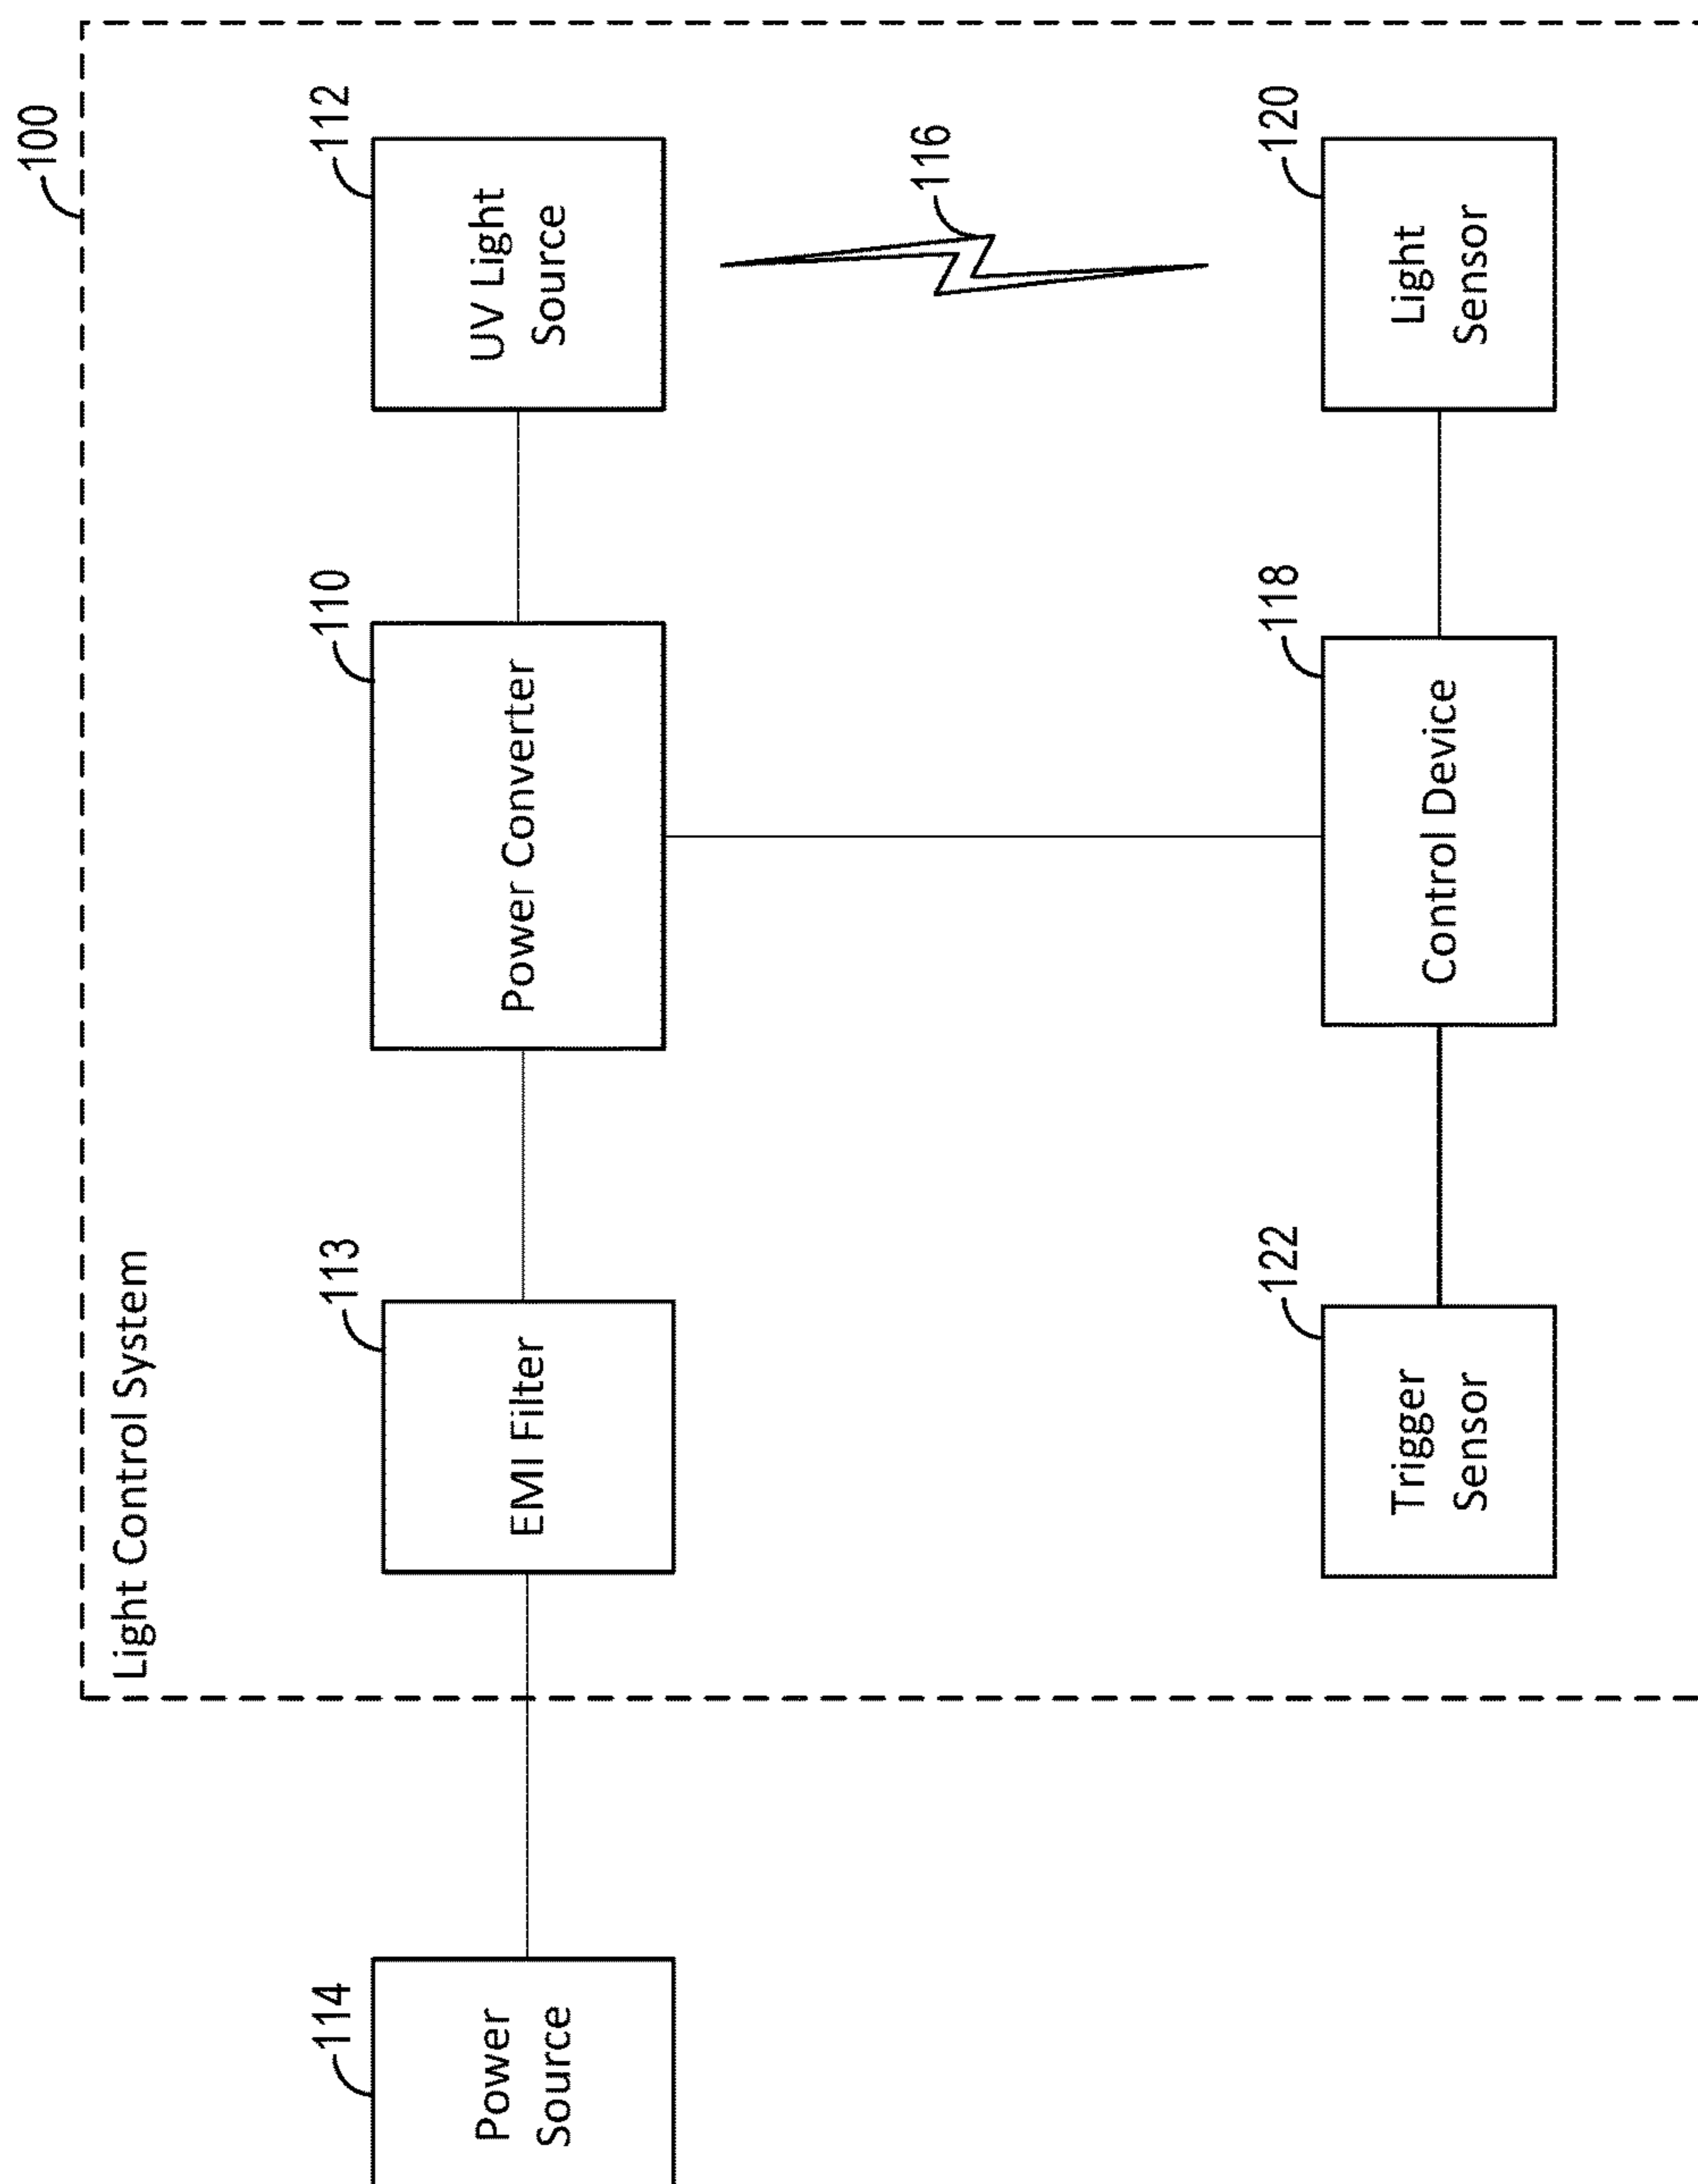 100
Light Control System
114
Power
Source
113
EMI Filter
110
Power Converter
112
UV Light
Source
116
122
Trigger
Sensor
118
Control Device
120
Light
Sensor